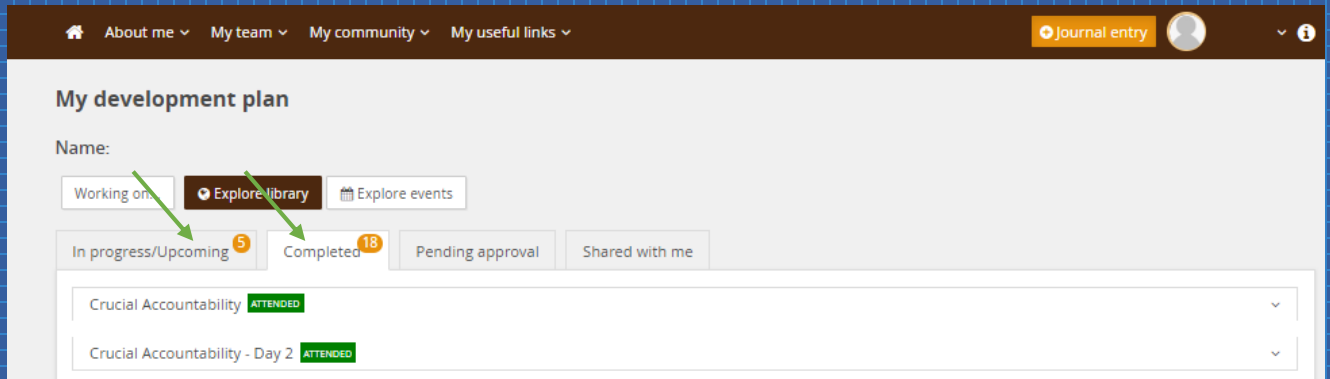 About me My team My community My useful links Journal entry
My development plan
Name:
Working on... Explore library Explore events
In progress/Upcoming 5 Completed 18 Pending approval Shared with me
Crucial Accountability ATTENDED
Crucial Accountability - Day 2 ATTENDED